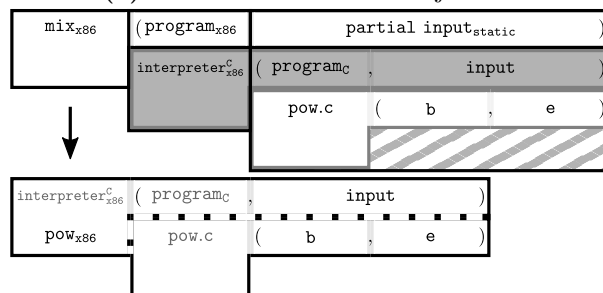 mix_x86 ( program_x86 partial input_static )
interpreter^C_x86 ( program_C , input )
pow.c ( b , e )
interpreter^C_x86 ( program_C , input )
pow_x86 pow.c ( b , e )